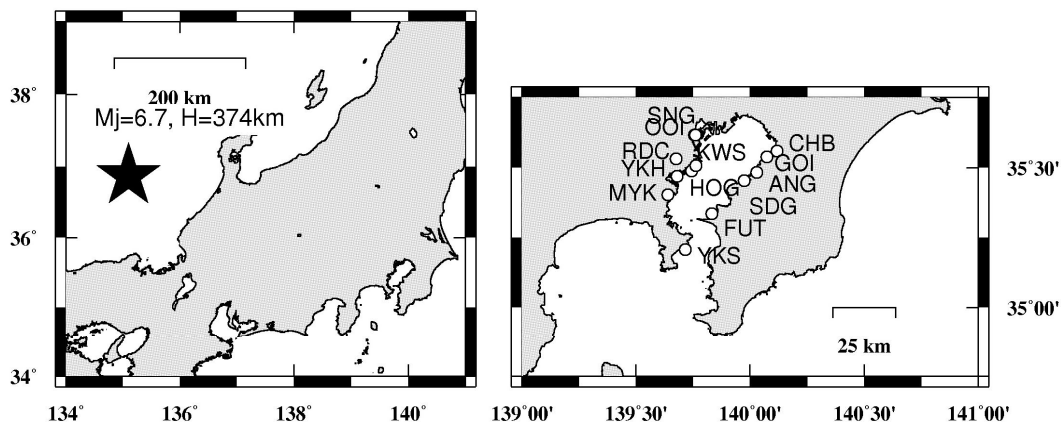 200 km
38°
Mj=6.7, H=374km
36°
34°
134
136
138
140
SNG
OOI
RDC
KWS
CHB
YKH
GOI
MYK
HOG
ANG
SDG
FUT
YKS
35°30'
35°00'
25 km
139°00'
139°30'
140°00'
140°30'
141°00'